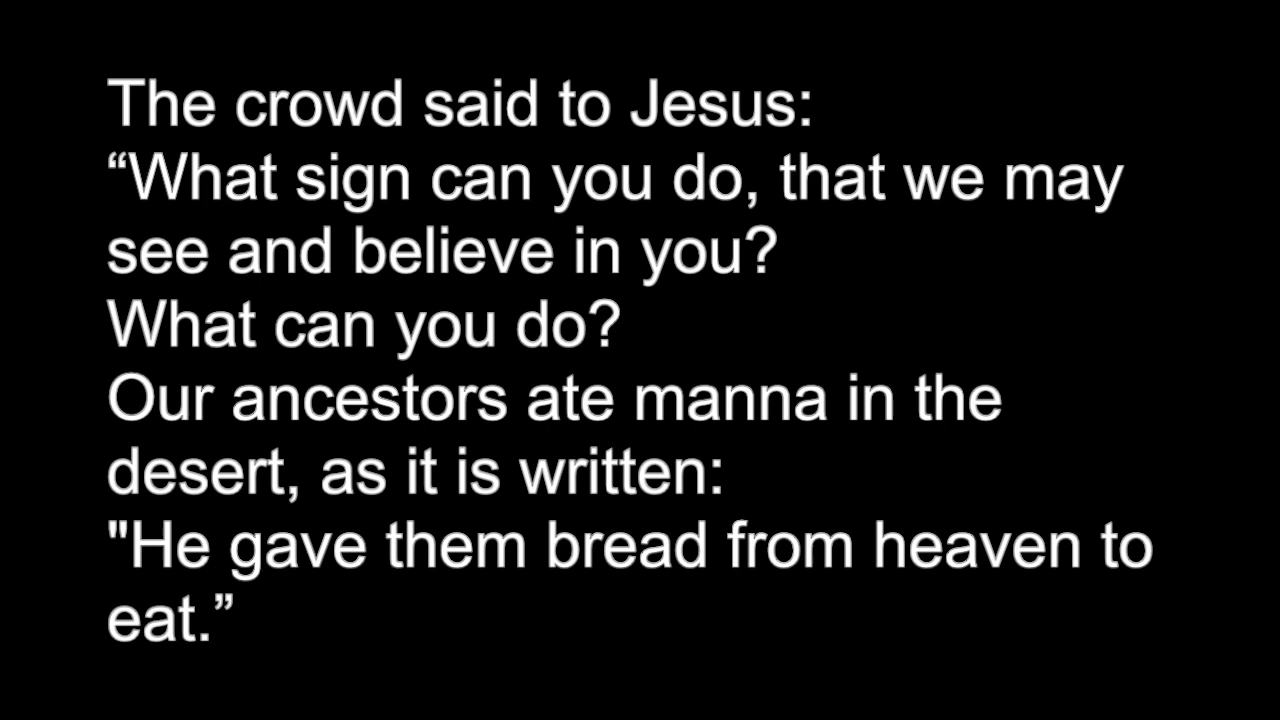 The crowd said to Jesus:
“What sign can you do, that we may
see and believe in you?
What can you do?
Our ancestors ate manna in the
desert, as it is written:
"He gave them bread from heaven to
eat.”